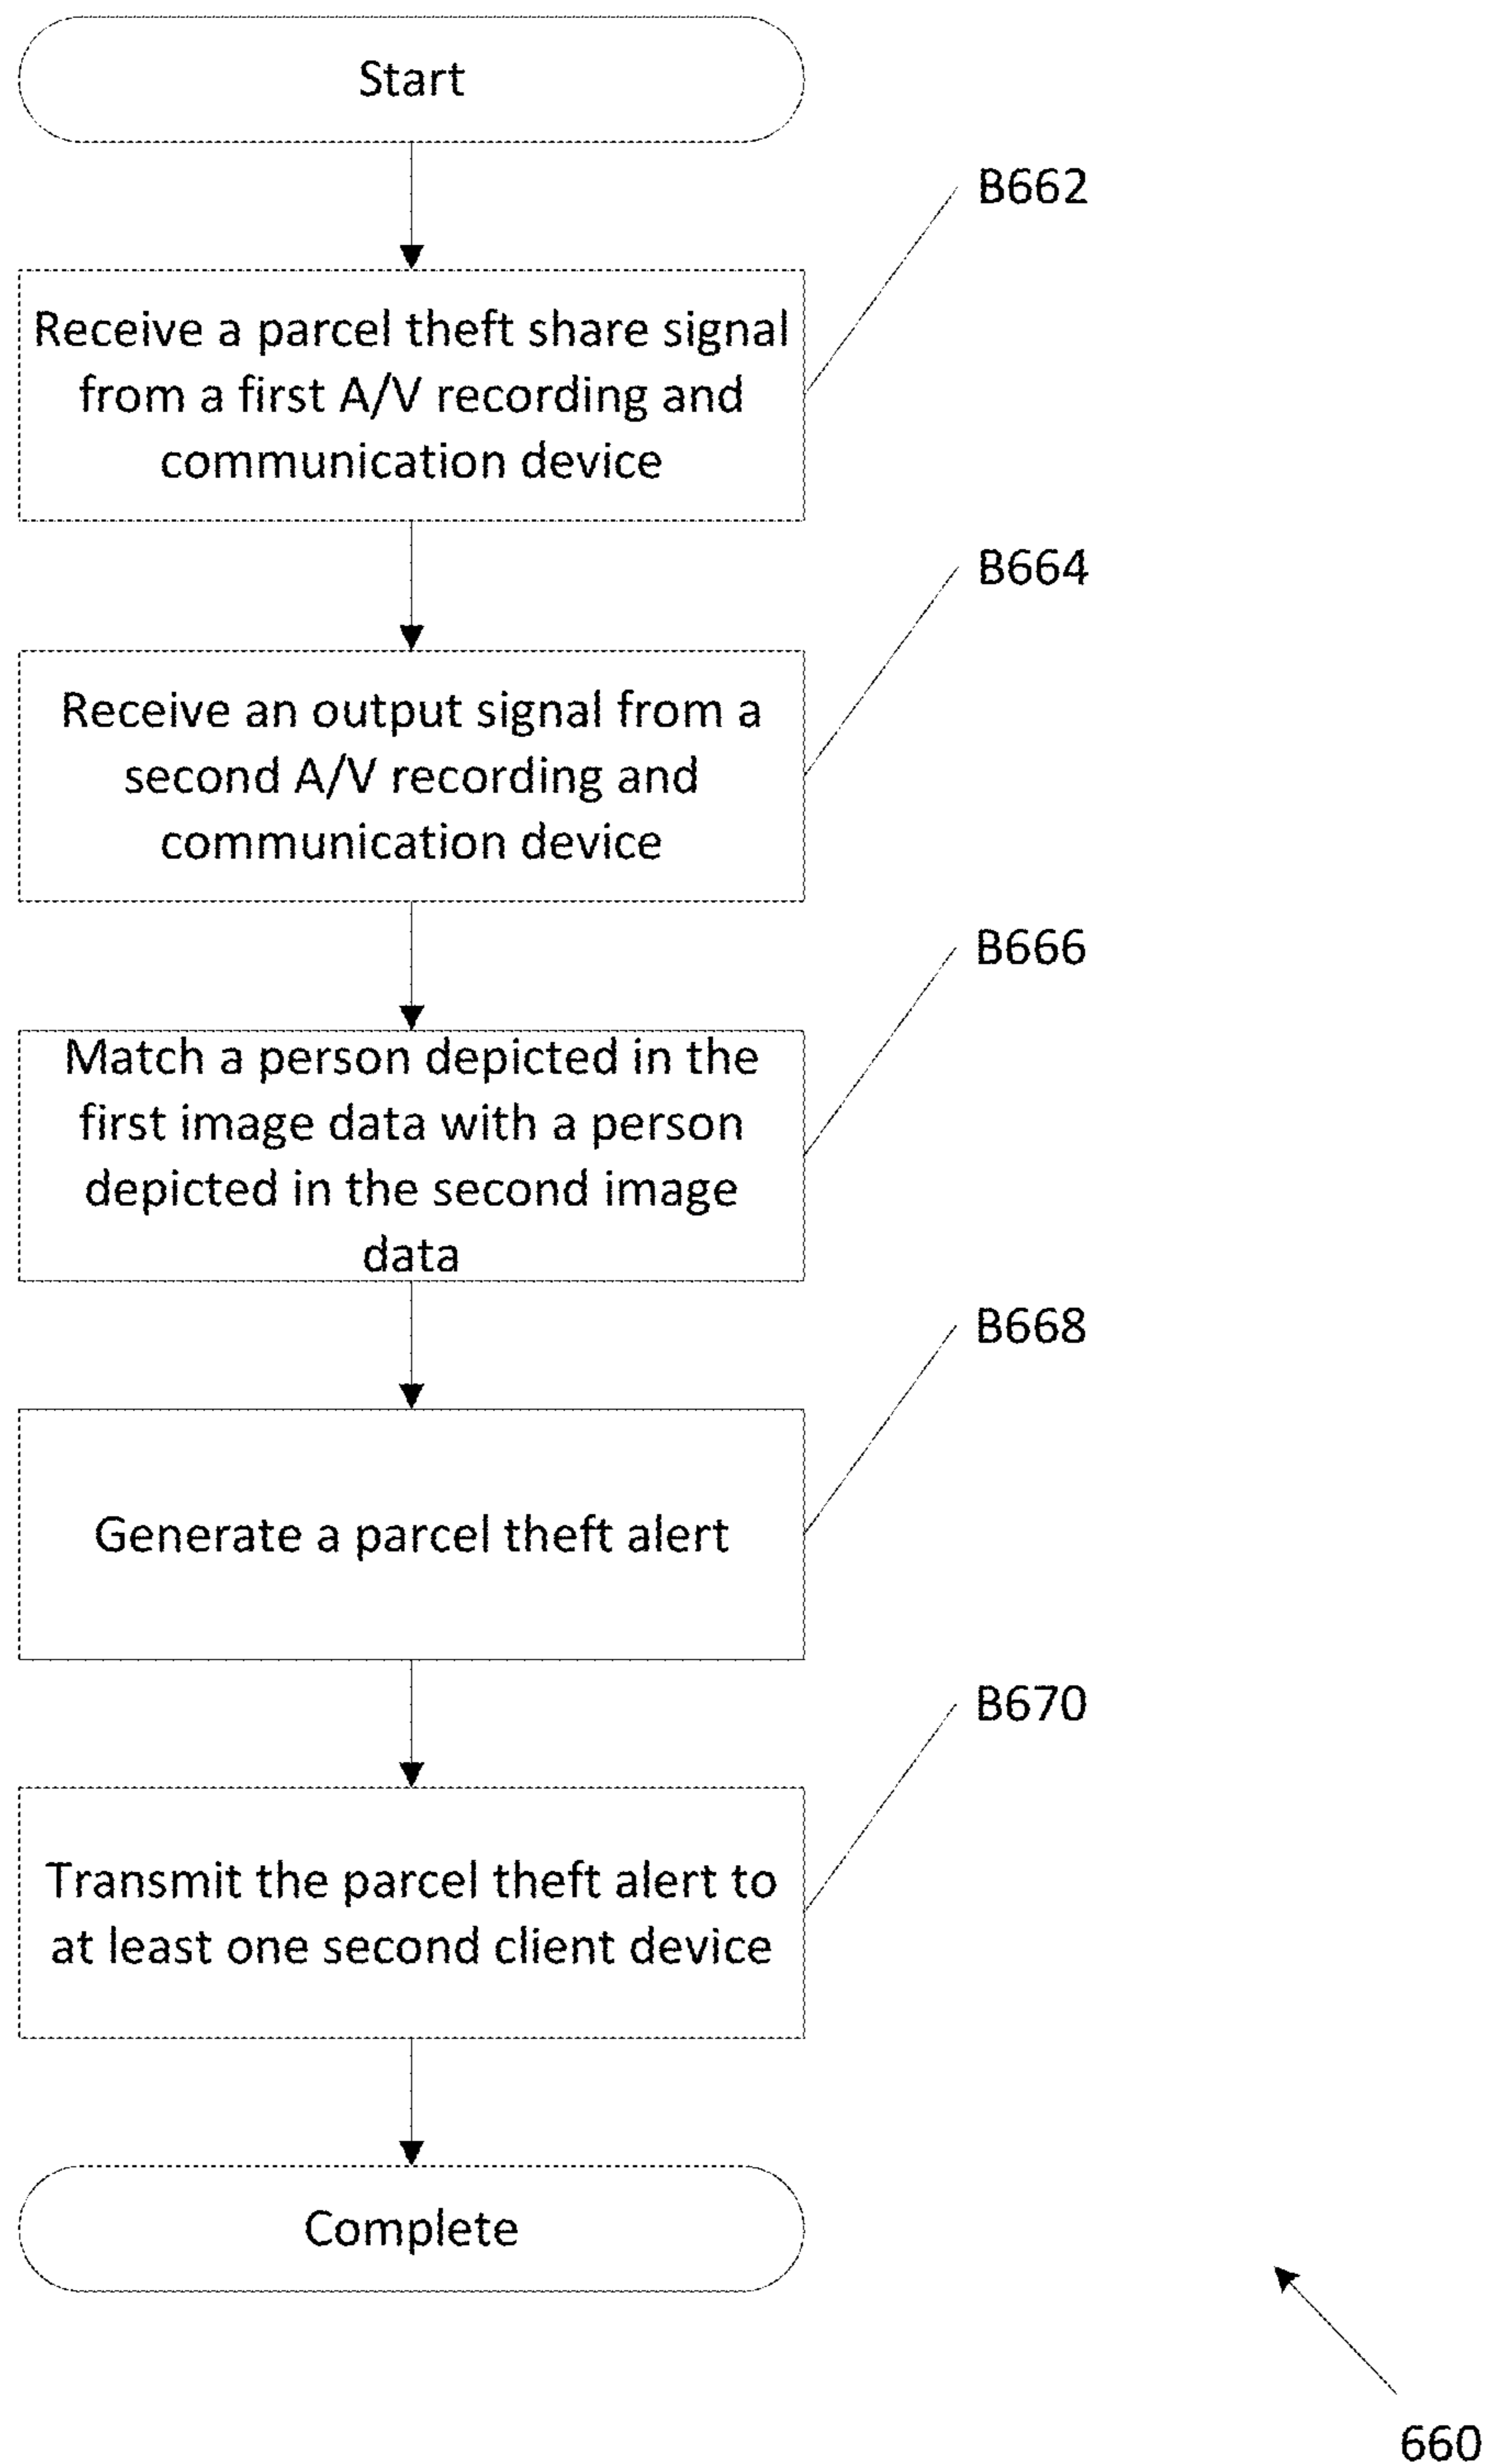 Start
B662
Receive a parcel theft share signal
from a first A/V recording and
communication device
B664
Receive an output signal from a
second A/V recording and
communication device
B666
Match a person depicted in the
first image data with a person
depicted in the second image
data
B668
Generate a parcel theft alert
B670
Transmit the parcel theft alert to
at least one second client device
Complete
660